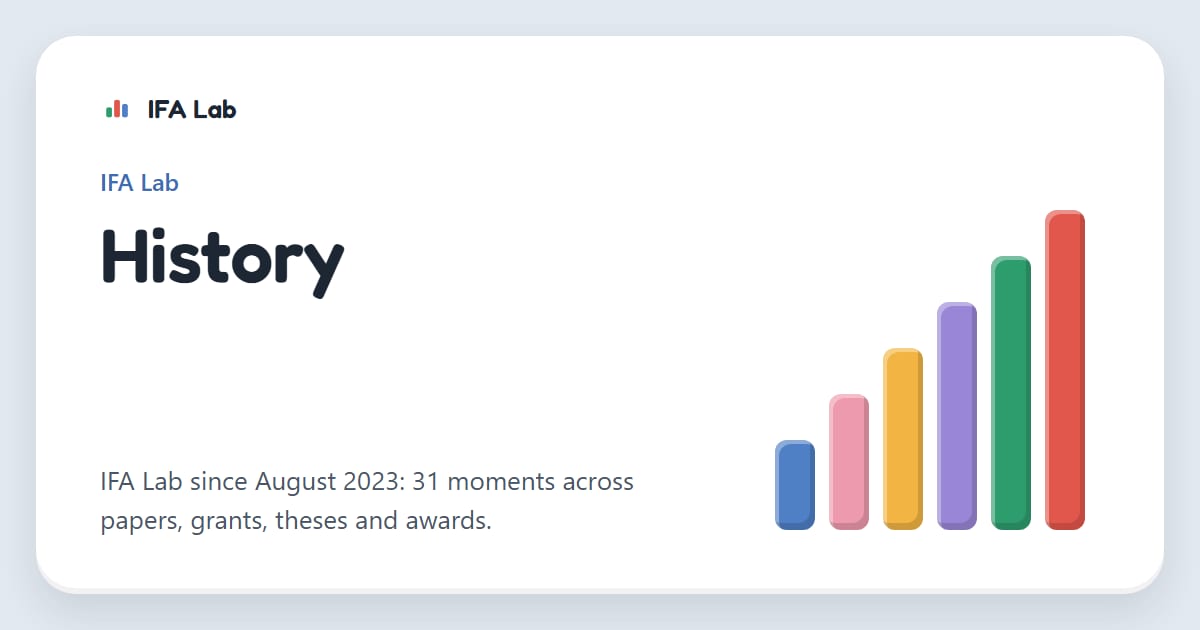 IFA Lab
IFA Lab
History
IFA Lab since August 2023: 31 moments across
papers, grants, theses and awards.